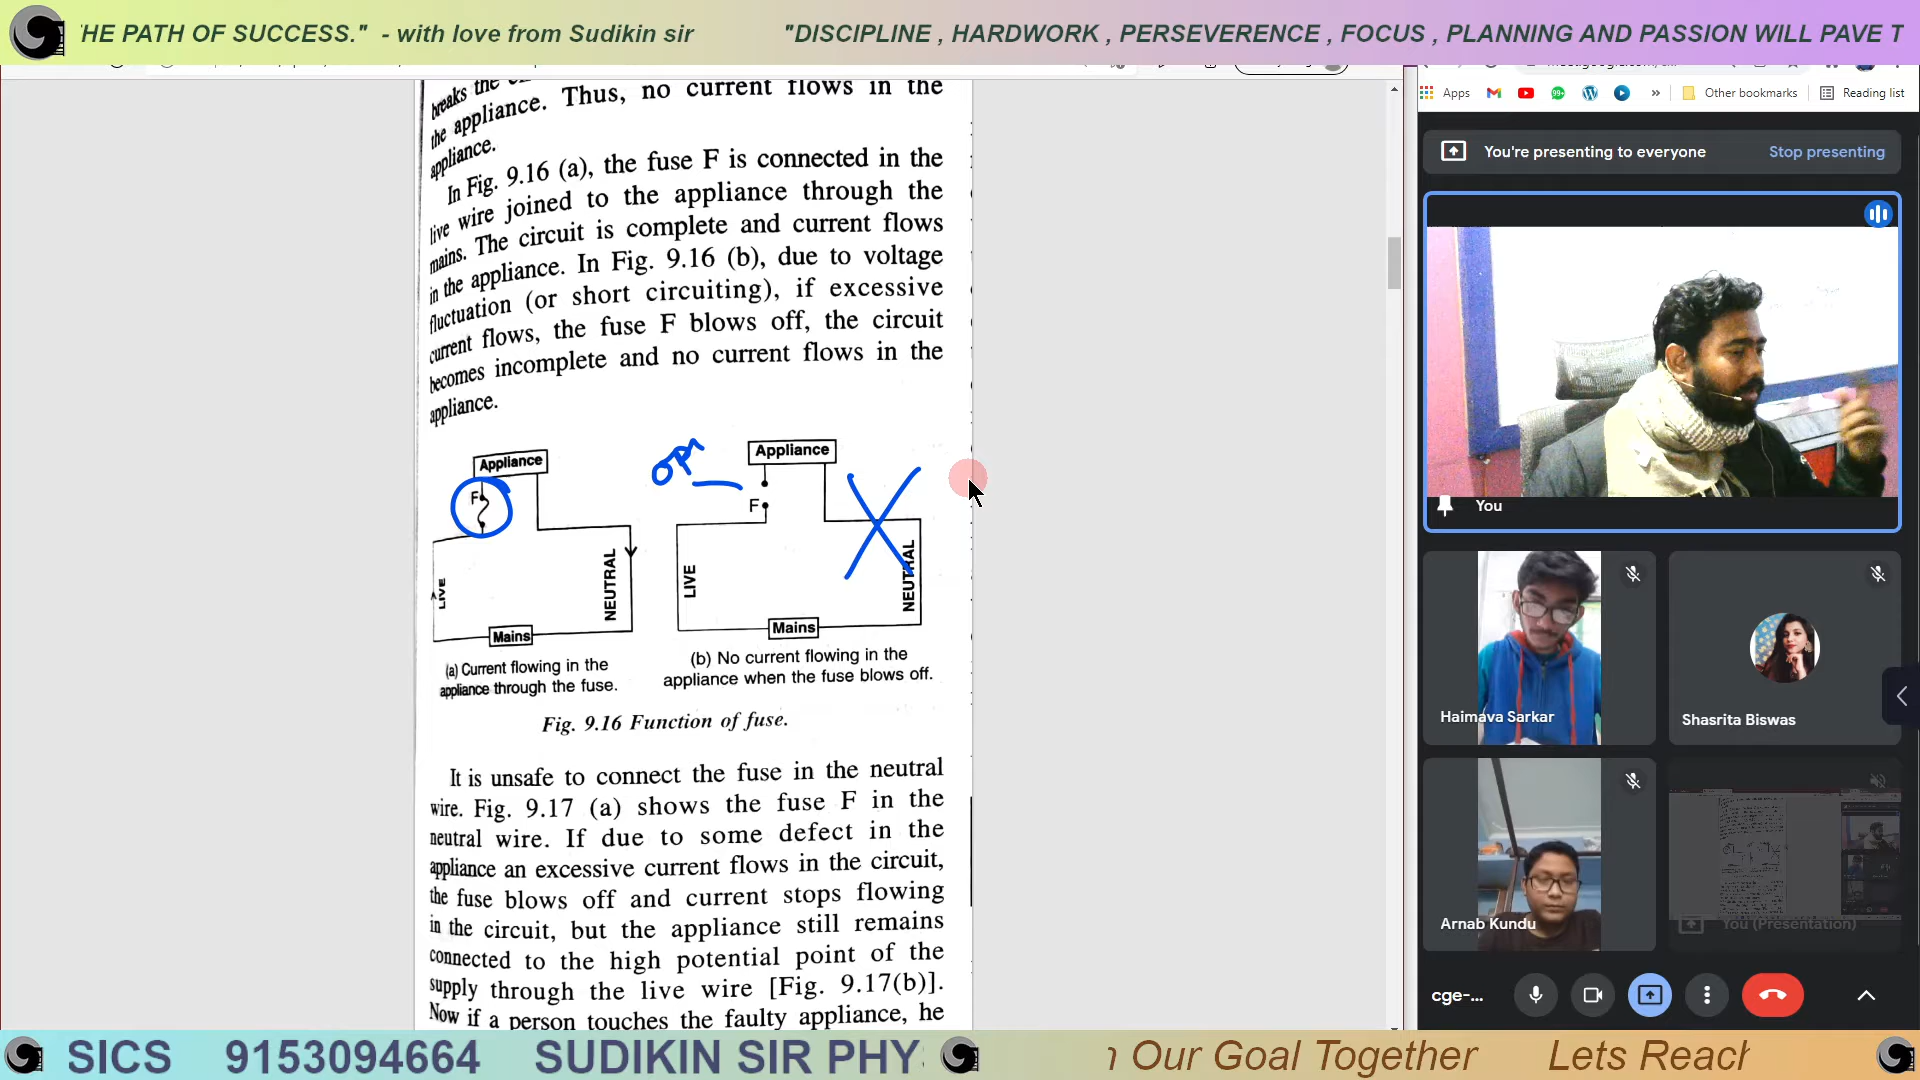 'HE PATH OF SUCCESS." - with love from Sudikin sir "DISCIPLINE , HARDWORK , PERSEVERENCE , FOCUS , PLANNING AND PASSION WILL PAVE T
breaks the
the appliance. Thus, no current flows in the
appliance.
In Fig. 9.16 (a), the fuse F is connected in the
live wire joined to the appliance through the
mains. The circuit is complete and current flows
in the appliance. In Fig. 9.16 (b), due to voltage
fluctuation (or short circuiting), if excessive
current flows, the fuse F blows off, the circuit
becomes incomplete and no current flows in the
appliance.
Appliance
F
LIVE
NEUTRAL
Mains
(a) Current flowing in the
appliance through the fuse.
Appliance
F
LIVE
NEUTRAL
Mains
(b) No current flowing in the
appliance when the fuse blows off.
Fig. 9.16 Function of fuse.
It is unsafe to connect the fuse in the neutral
wire. Fig. 9.17 (a) shows the fuse F in the
neutral wire. If due to some defect in the
appliance an excessive current flows in the circuit,
the fuse blows off and current stops flowing
in the circuit, but the appliance still remains
connected to the high potential point of the
supply through the live wire [Fig. 9.17(b)].
Now if a person touches the faulty appliance, he
Apps
99+
»
Other bookmarks
Reading list
You're presenting to everyone
Stop presenting
You
Haimava Sarkar
Shasrita Biswas
Arnab Kundu
You (Presentation)
cge-...
SICS 9153094664 SUDIKIN SIR PHY
Our Goal Together Lets Reach